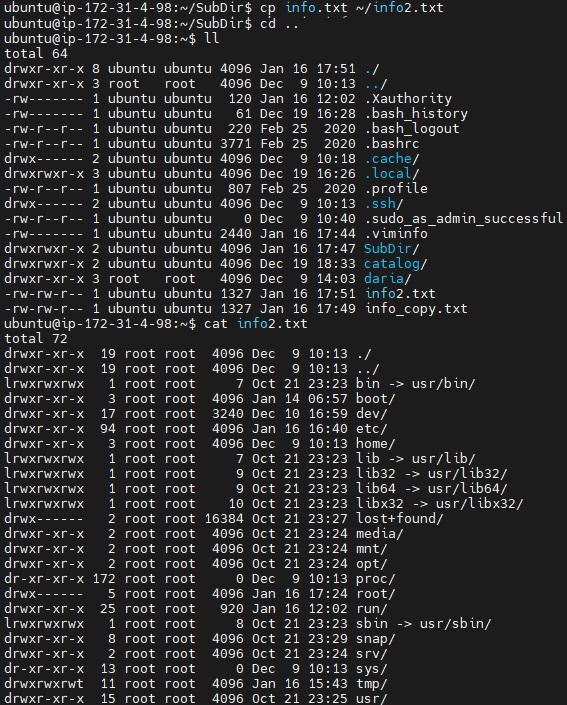 ubuntu@ip-172-31-4-98:~/SubDir$ cp info.txt ~/info2.txt
ubuntu@ip-172-31-4-98:~/SubDir$ cd ..
ubuntu@ip-172-31-4-98:~$ ll
total 64
drwxr-xr-x 8 ubuntu ubuntu 4096 Jan 16 17:51 ./
drwxr-xr-x 3 root   root   4096 Dec  9 10:13 ../
-rw------- 1 ubuntu ubuntu  120 Jan 16 12:02 .Xauthority
-rw------- 1 ubuntu ubuntu   61 Dec 19 16:28 .bash_history
-rw-r--r-- 1 ubuntu ubuntu  220 Feb 25  2020 .bash_logout
-rw-r--r-- 1 ubuntu ubuntu 3771 Feb 25  2020 .bashrc
drwx------ 2 ubuntu ubuntu 4096 Dec  9 10:18 .cache/
drwxrwxr-x 3 ubuntu ubuntu 4096 Dec 19 16:26 .local/
-rw-r--r-- 1 ubuntu ubuntu  807 Feb 25  2020 .profile
drwx------ 2 ubuntu ubuntu 4096 Dec  9 10:13 .ssh/
-rw-r--r-- 1 ubuntu ubuntu    0 Dec  9 10:40 .sudo_as_admin_successful
-rw------- 1 ubuntu ubuntu 2440 Jan 16 17:44 .viminfo
drwxrwxr-x 2 ubuntu ubuntu 4096 Jan 16 17:47 SubDir/
drwxrwxr-x 2 ubuntu ubuntu 4096 Dec 19 18:33 catalog/
drwxr-xr-x 3 root   root   4096 Dec  9 14:03 daria/
-rw-rw-r-- 1 ubuntu ubuntu 1327 Jan 16 17:51 info2.txt
-rw-rw-r-- 1 ubuntu ubuntu 1327 Jan 16 17:49 info_copy.txt
ubuntu@ip-172-31-4-98:~$ cat info2.txt
total 72
drwxr-xr-x  19 root root  4096 Dec  9 10:13 ./
drwxr-xr-x  19 root root  4096 Dec  9 10:13 ../
lrwxrwxrwx   1 root root     7 Oct 21 23:23 bin -> usr/bin/
drwxr-xr-x   3 root root  4096 Jan 14 06:57 boot/
drwxr-xr-x  17 root root  3240 Dec 10 16:59 dev/
drwxr-xr-x  94 root root  4096 Jan 16 16:40 etc/
drwxr-xr-x   3 root root  4096 Dec  9 10:13 home/
lrwxrwxrwx   1 root root     7 Oct 21 23:23 lib -> usr/lib/
lrwxrwxrwx   1 root root     9 Oct 21 23:23 lib32 -> usr/lib32/
lrwxrwxrwx   1 root root     9 Oct 21 23:23 lib64 -> usr/lib64/
lrwxrwxrwx   1 root root    10 Oct 21 23:23 libx32 -> usr/libx32/
drwx------   2 root root 16384 Oct 21 23:27 lost+found/
drwxr-xr-x   2 root root  4096 Oct 21 23:24 media/
drwxr-xr-x   2 root root  4096 Oct 21 23:24 mnt/
drwxr-xr-x   2 root root  4096 Oct 21 23:24 opt/
dr-xr-xr-x 172 root root     0 Dec  9 10:13 proc/
drwx------   5 root root  4096 Jan 16 17:24 root/
drwxr-xr-x  25 root root   920 Jan 16 12:02 run/
lrwxrwxrwx   1 root root     8 Oct 21 23:23 sbin -> usr/sbin/
drwxr-xr-x   8 root root  4096 Oct 21 23:29 snap/
drwxr-xr-x   2 root root  4096 Oct 21 23:24 srv/
dr-xr-xr-x  13 root root     0 Dec  9 10:13 sys/
drwxrwxrwt  11 root root  4096 Jan 16 15:43 tmp/
drwxr-xr-x  15 root root  4096 Oct 21 23:25 usr/